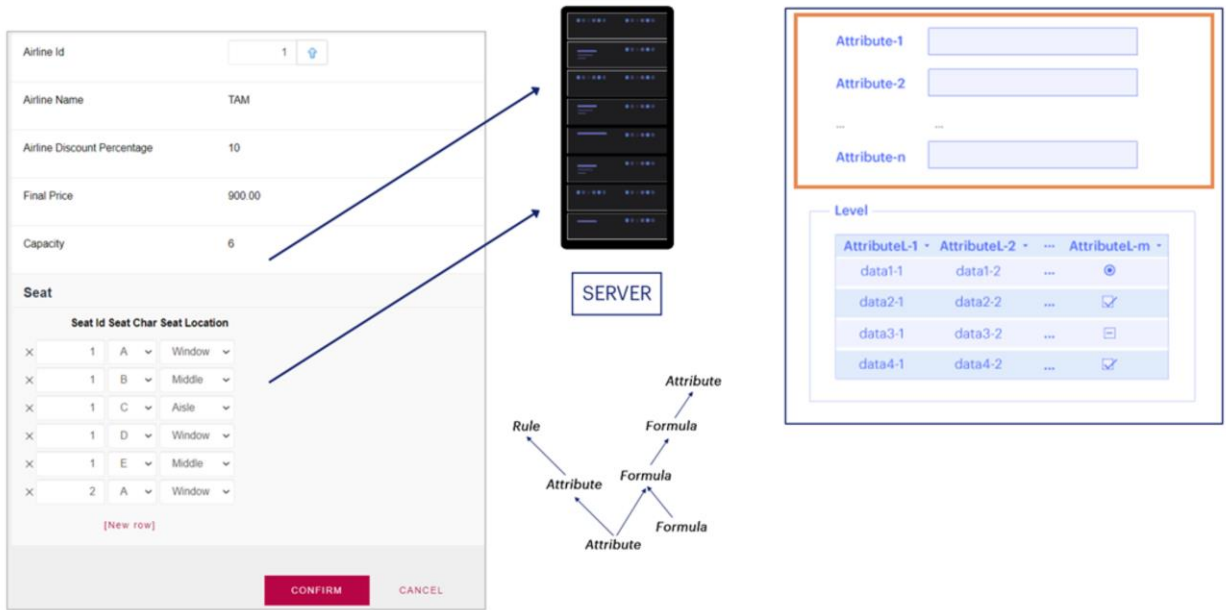 Airline Id 1
Airline Name TAM
Airline Discount Percentage 10
Final Price 900.00
Capacity 6
Seat
Seat Id Seat Char Seat Location
1 A Window
1 B Middle
1 C Aisle
1 D Window
1 E Middle
2 A Window
[New row]
CONFIRM CANCEL
SERVER
Attribute
Rule Formula
Attribute Formula
Formula
Attribute
Attribute-1
Attribute-2
... ...
Attribute-n
Level
AttributeL-1 AttributeL-2 ... AttributeL-m
data1-1 data1-2 ...
data2-1 data2-2 ...
data3-1 data3-2 ...
data4-1 data4-2 ...